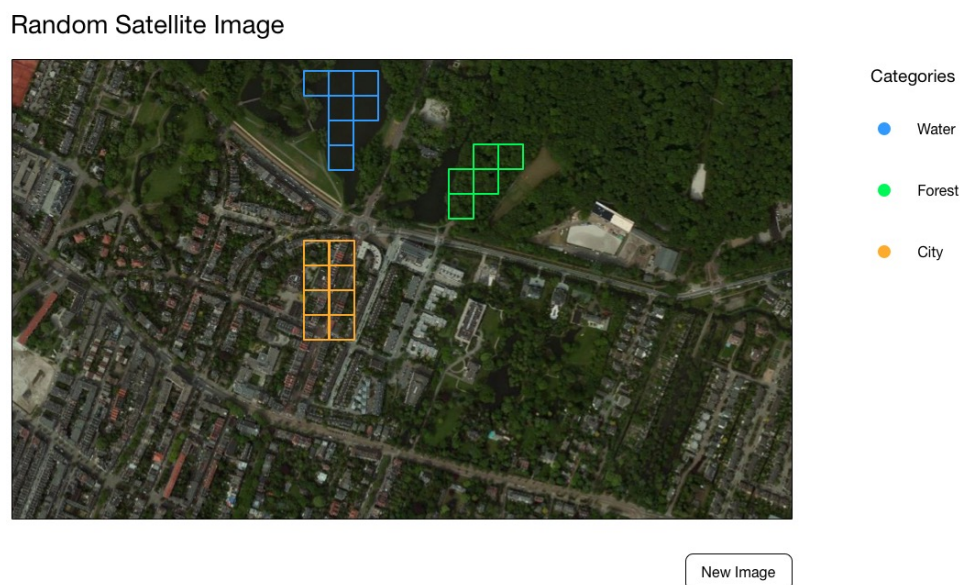 Random Satellite Image
Categories
Water
Forest
City
New Image